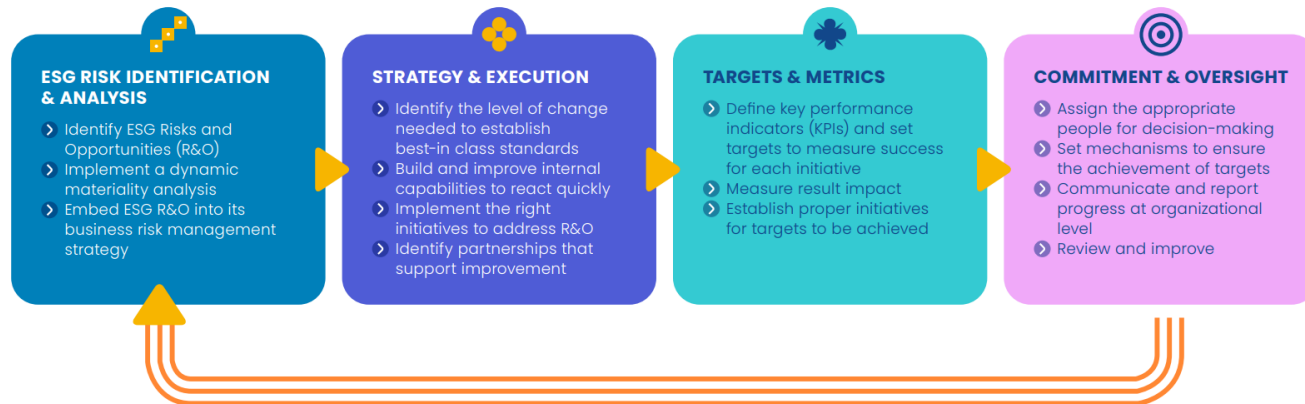 ESG RISK IDENTIFICATION
& ANALYSIS
Identify ESG Risks and
Opportunities (R&O)
Implement a dynamic
materiality analysis
Embed ESG R&O into its
business risk management
strategy
STRATEGY & EXECUTION
Identify the level of change
needed to establish
best-in class standards
Build and improve internal
capabilities to react quickly
Implement the right
initiatives to address R&O
Identify partnerships that
support improvement
TARGETS & METRICS
Define key performance
indicators (KPIs) and set
targets to measure success
for each initiative
Measure result impact
Establish proper initiatives
for targets to be achieved
COMMITMENT & OVERSIGHT
Assign the appropriate
people for decision-making
Set mechanisms to ensure
the achievement of targets
Communicate and report
progress at organizational
level
Review and improve